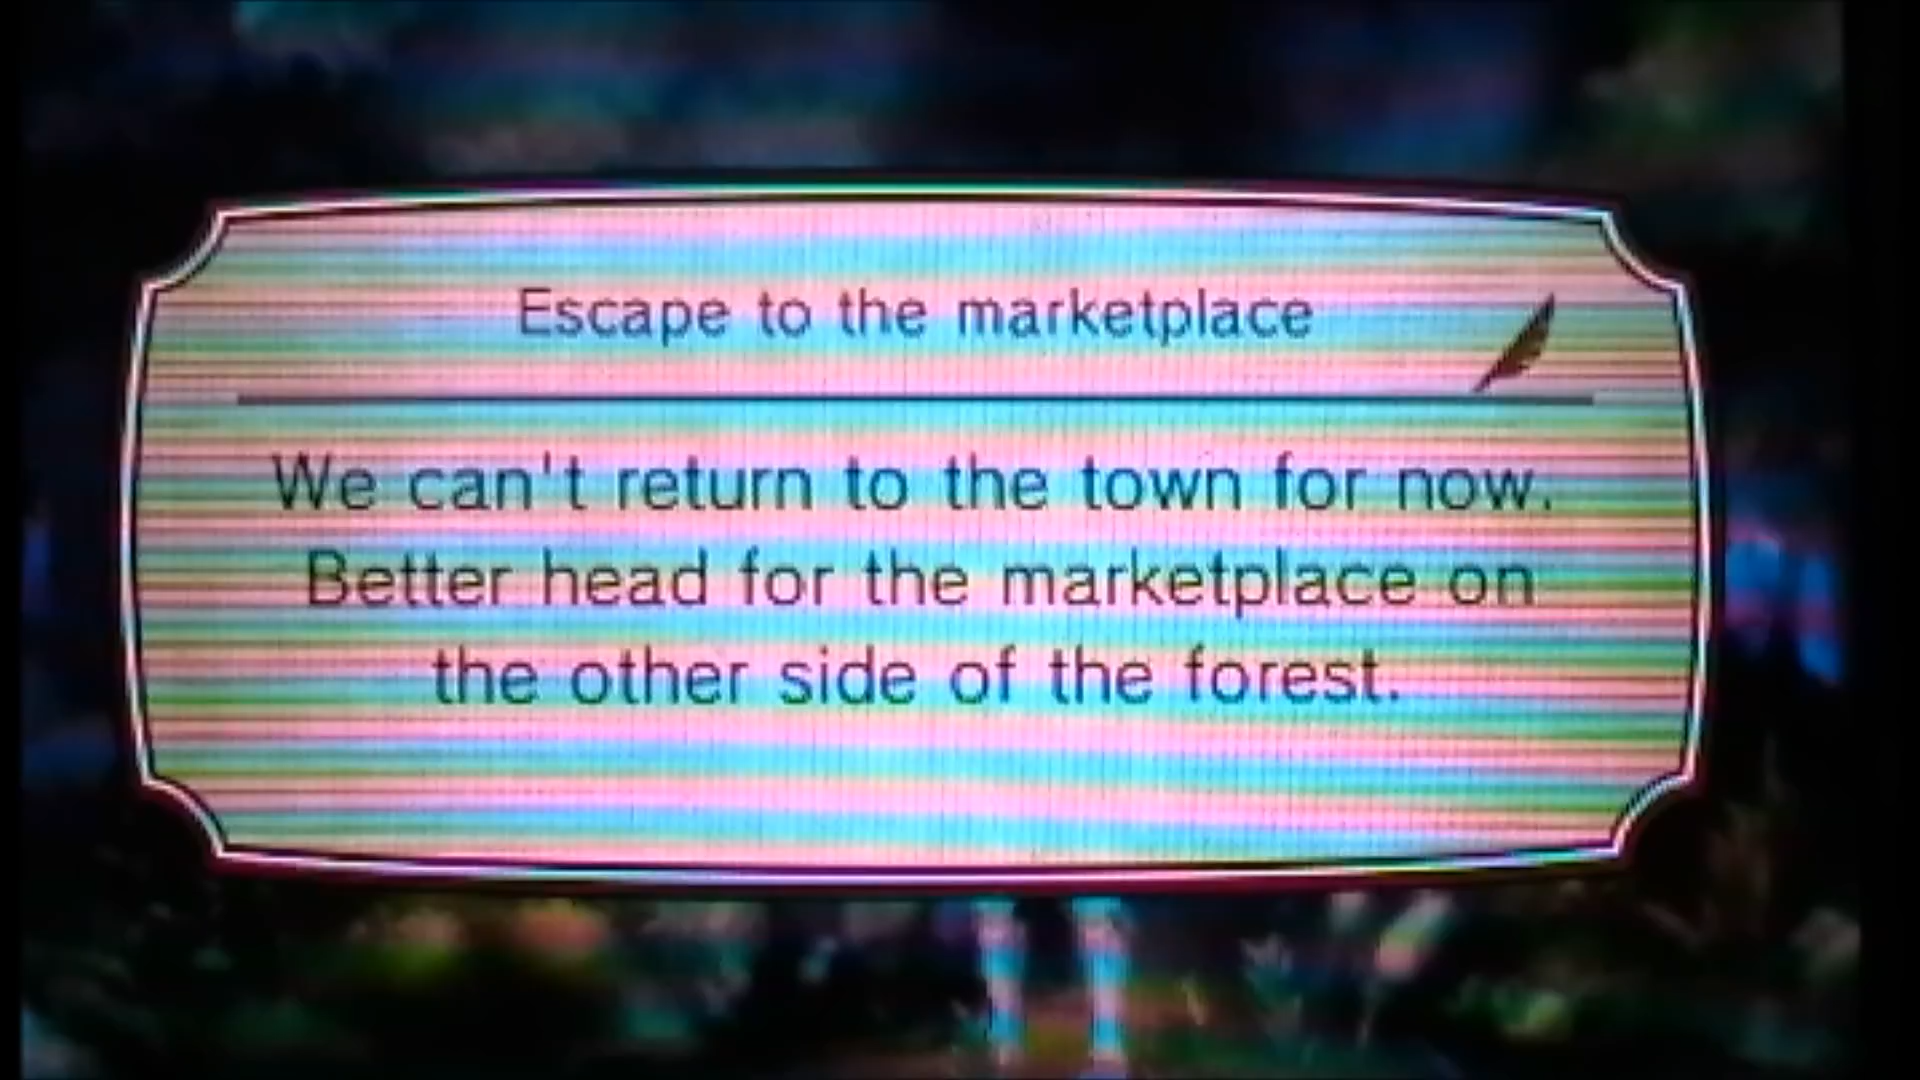 Escape to the marketplace
We can't return to the town for now.
Better head for the marketplace on
the other side of the forest.